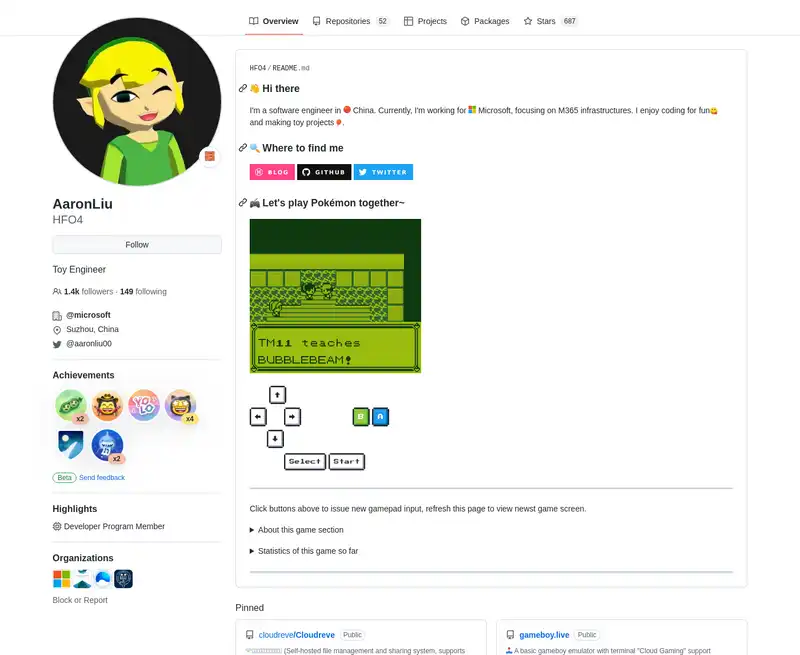 Overview
Repositories 52
Projects
Packages
Stars 687
HFO4 / README.md
👋 Hi there
I'm a software engineer in China. Currently, I'm working for Microsoft, focusing on M365 infrastructures. I enjoy coding for fun😋
and making toy projects🎈.
🔍 Where to find me
BLOG GITHUB TWITTER
🎮 Let's play Pokémon together~
TM11 teaches
BUBBLEBEAM!
B A
Select Start
Click buttons above to issue new gamepad input, refresh this page to view newst game screen.
▶ About this game section
▶ Statistics of this game so far
AaronLiu
HFO4
Follow
Toy Engineer
1.4k followers · 149 following
@microsoft
Suzhou, China
@aaronliu00
Achievements
x2
YOLO
x4
x2
Beta Send feedback
Highlights
Developer Program Member
Organizations
Block or Report
Pinned
cloudreve/Cloudreve Public
(Self-hosted file management and sharing system, supports
gameboy.live Public
A basic gameboy emulator with terminal "Cloud Gaming" support